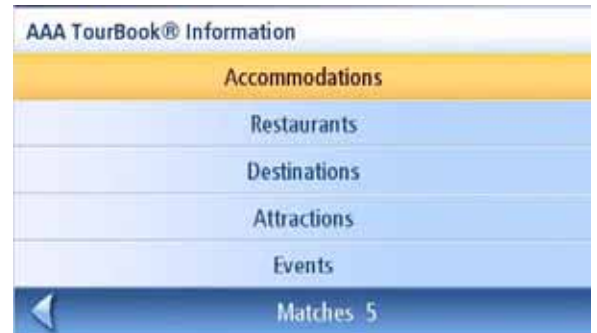 AAA TourBook® Information
Accommodations
Restaurants
Destinations
Attractions
Events
Matches 5